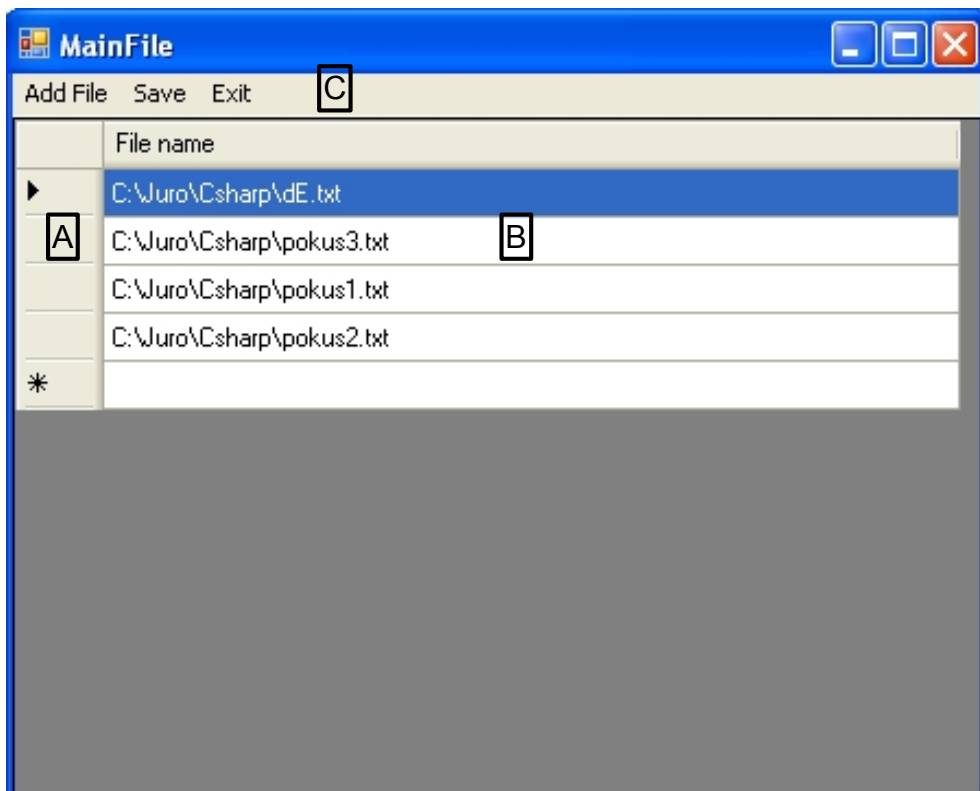 MainFile
Add File Save Exit C
File name
C:\Juro\Csharp\dE.txt
A C:\Juro\Csharp\pokus3.txt B
C:\Juro\Csharp\pokus1.txt
C:\Juro\Csharp\pokus2.txt